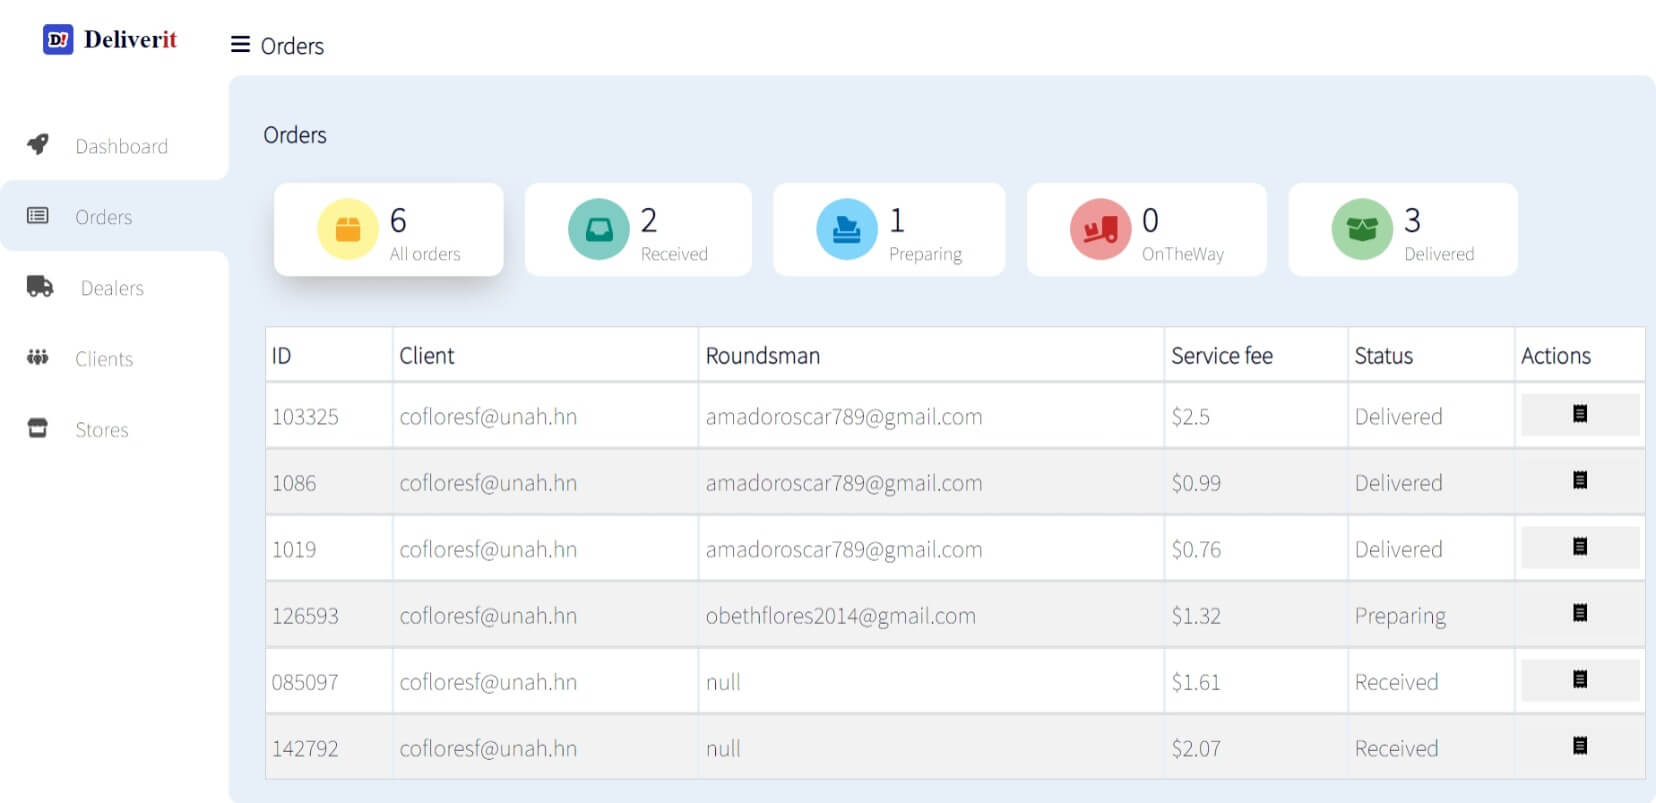 D! Deliverit
Orders
Dashboard
Orders
Dealers
Clients
Stores
Orders
6
All orders
2
Received
1
Preparing
0
OnTheWay
3
Delivered
ID Client Roundsman Service fee Status Actions
103325 cofloresf@unah.hn amadoroscar789@gmail.com $2.5 Delivered
1086 cofloresf@unah.hn amadoroscar789@gmail.com $0.99 Delivered
1019 cofloresf@unah.hn amadoroscar789@gmail.com $0.76 Delivered
126593 cofloresf@unah.hn obethflores2014@gmail.com $1.32 Preparing
085097 cofloresf@unah.hn null $1.61 Received
142792 cofloresf@unah.hn null $2.07 Received